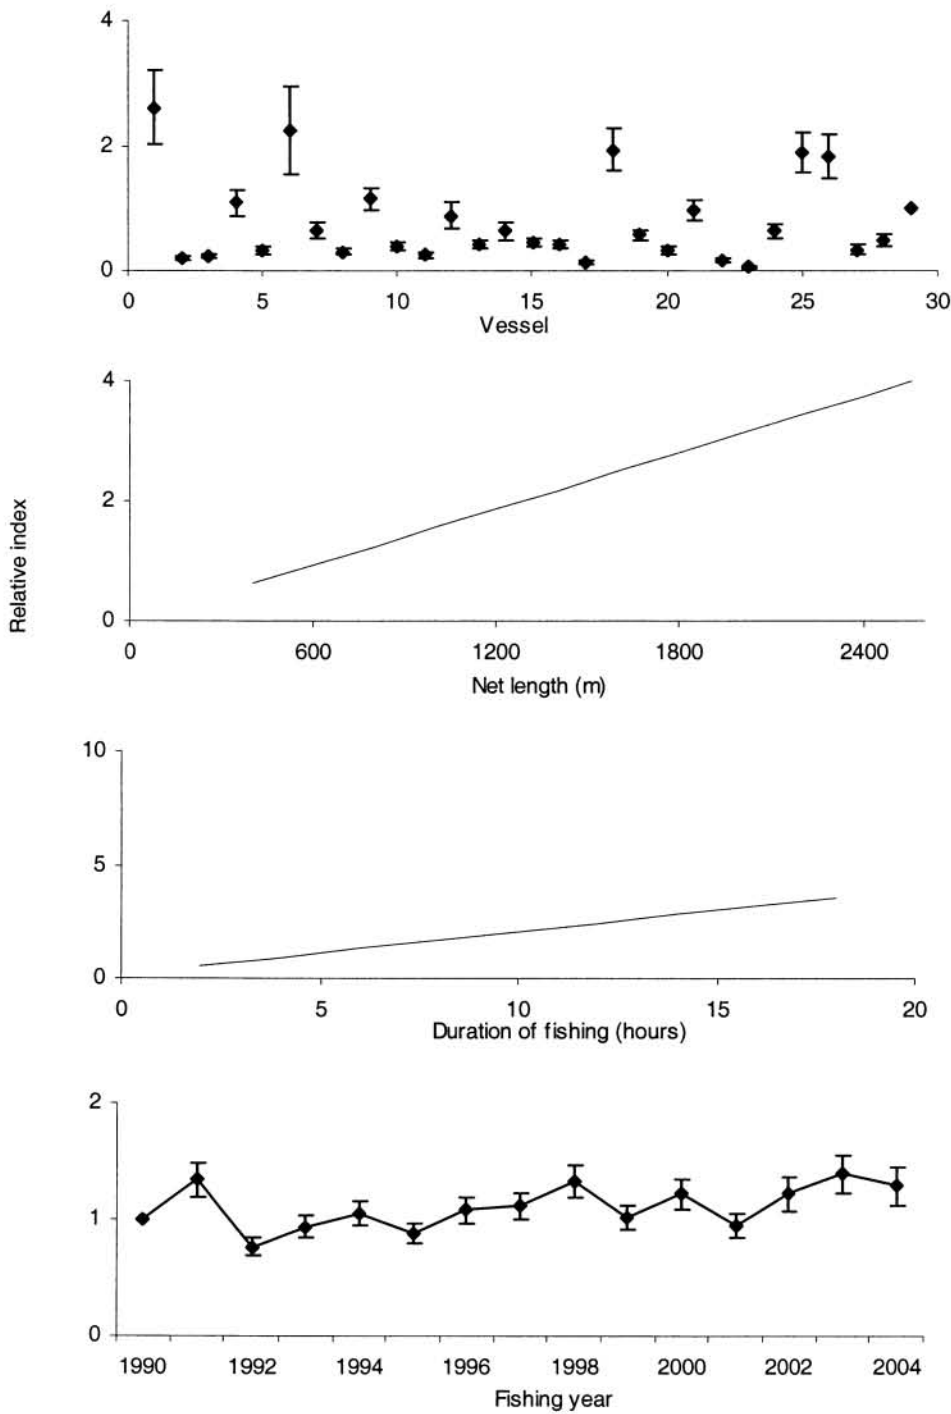 4
2
0
0 5 10 15 20 25 30
Vessel
4
2
0
0 600 1200 1800 2400
Net length (m)
Relative index
10
5
0
0 5 10 15 20
Duration of fishing (hours)
2
1
0
1990 1992 1994 1996 1998 2000 2002 2004
Fishing year